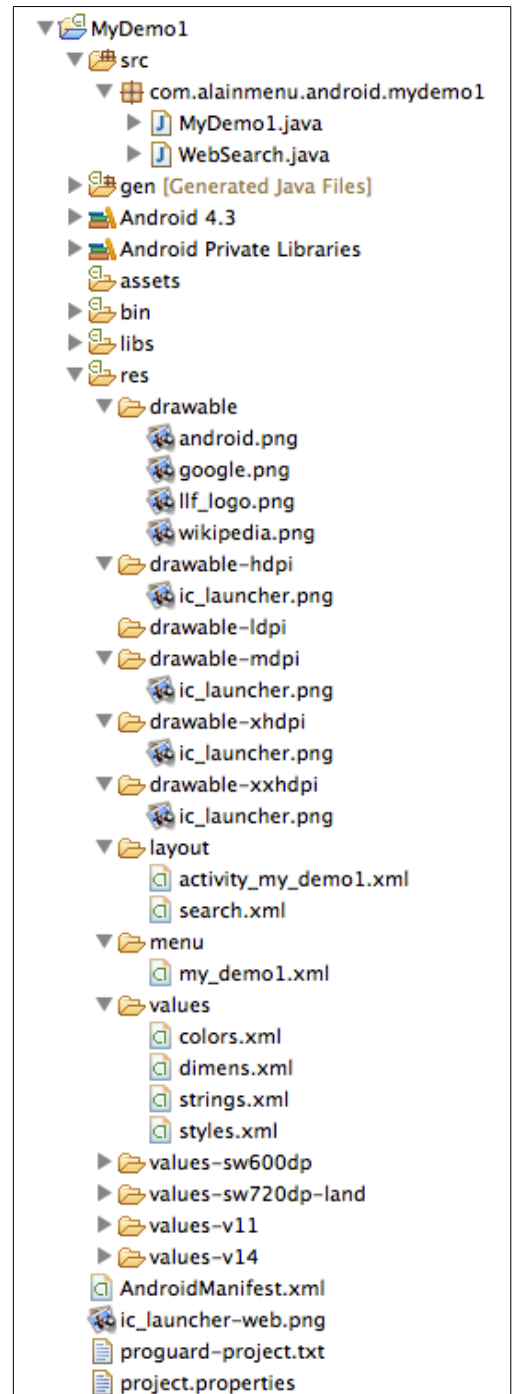 MyDemo1
src
com.alainmenu.android.mydemo1
MyDemo1.java
WebSearch.java
gen [Generated Java Files]
Android 4.3
Android Private Libraries
assets
bin
libs
res
drawable
android.png
google.png
llf_logo.png
wikipedia.png
drawable-hdpi
ic_launcher.png
drawable-ldpi
drawable-mdpi
ic_launcher.png
drawable-xhdpi
ic_launcher.png
drawable-xxhdpi
ic_launcher.png
layout
activity_my_demo1.xml
search.xml
menu
my_demo1.xml
values
colors.xml
dimens.xml
strings.xml
styles.xml
values-sw600dp
values-sw720dp-land
values-v11
values-v14
AndroidManifest.xml
ic_launcher-web.png
proguard-project.txt
project.properties